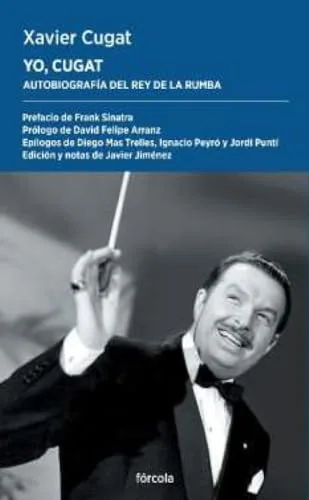 Xavier Cugat
YO, CUGAT
AUTOBIOGRAFÍA DEL REY DE LA RUMBA
Prefacio de Frank Sinatra
Prólogo de David Felipe Arranz
Epílogos de Diego Mas Trelles, Ignacio Peyró y Jordi Puntí
Edición y notas de Javier Jiménez
fórcola